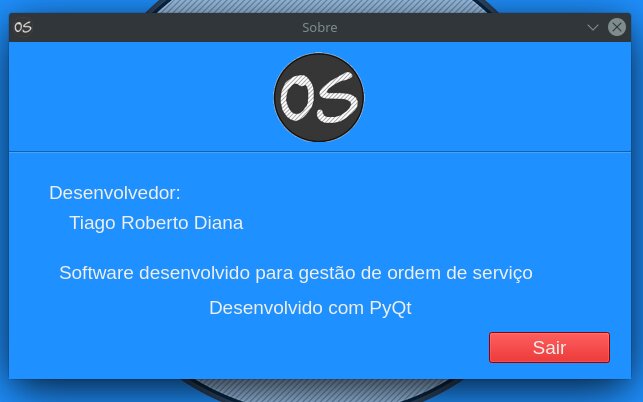 OS
Sobre
OS
Desenvolvedor:
Tiago Roberto Diana
Software desenvolvido para gestão de ordem de serviço
Desenvolvido com PyQt
Sair